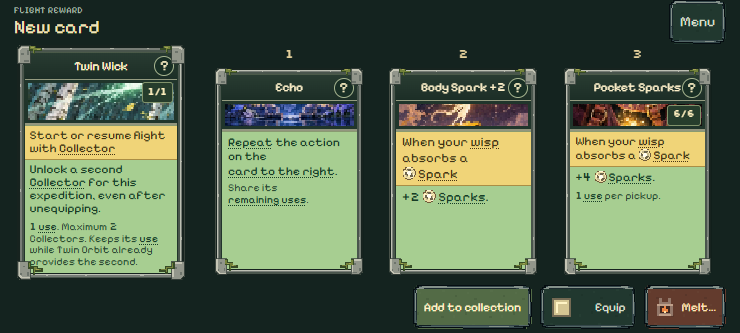 FLIGHT REWARD
New card
Menu
Twin Wick
?
1/1
Start or resume flight
with Collector
Unlock a second
Collector for this
expedition, even after
unequipping.
1 use. Maximum 2
Collectors. Keeps its use
while Twin Orbit already
provides the second.
1
Echo
?
Repeat the action
on the
card to the right.
Share its
remaining uses.
2
Body Spark +2
?
When your wisp
absorbs a
Spark
+2 Sparks.
3
Pocket Sparks
?
6/6
When your wisp
absorbs a Spark
+4 Sparks.
1 use per pickup.
Add to collection
Equip
Melt...